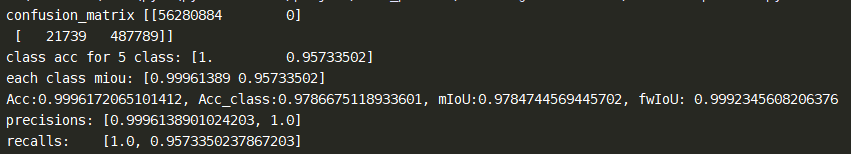 confusion_matrix [[56280884        0]
 [   21739   487789]]
class acc for 5 class: [1.         0.95733502]
each class miou: [0.99961389 0.95733502]
Acc:0.9996172065101412, Acc_class:0.9786675118933601, mIoU:0.9784744569445702, fwIoU: 0.9992345608206376
precisions: [0.9996138901024203, 1.0]
recalls:    [1.0, 0.9573350237867203]